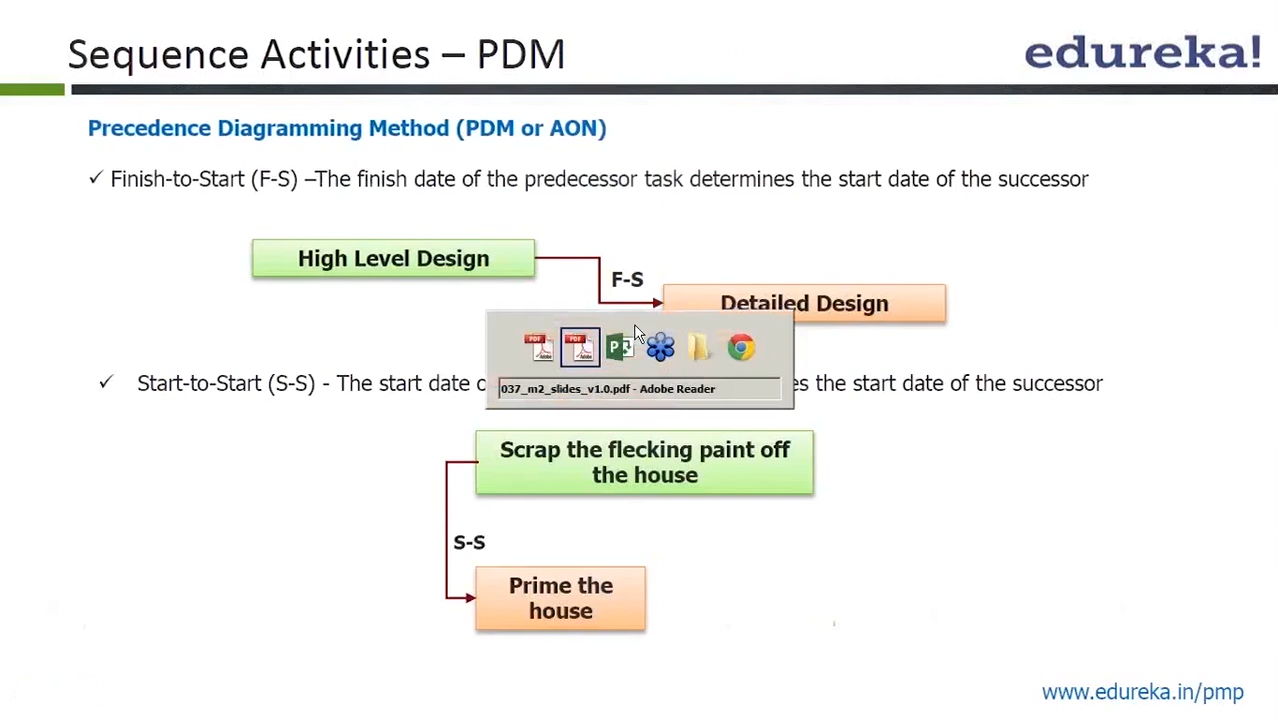 Sequence Activities – PDM
edureka!
Precedence Diagramming Method (PDM or AON)
✓ Finish-to-Start (F-S) –The finish date of the predecessor task determines the start date of the successor
High Level Design
F-S
Detailed Design
037_m2_slides_v1.0.pdf - Adobe Reader
✓ Start-to-Start (S-S) - The start date
the start date of the successor
Scrap the flecking paint off
the house
S-S
Prime the
house
www.edureka.in/pmp